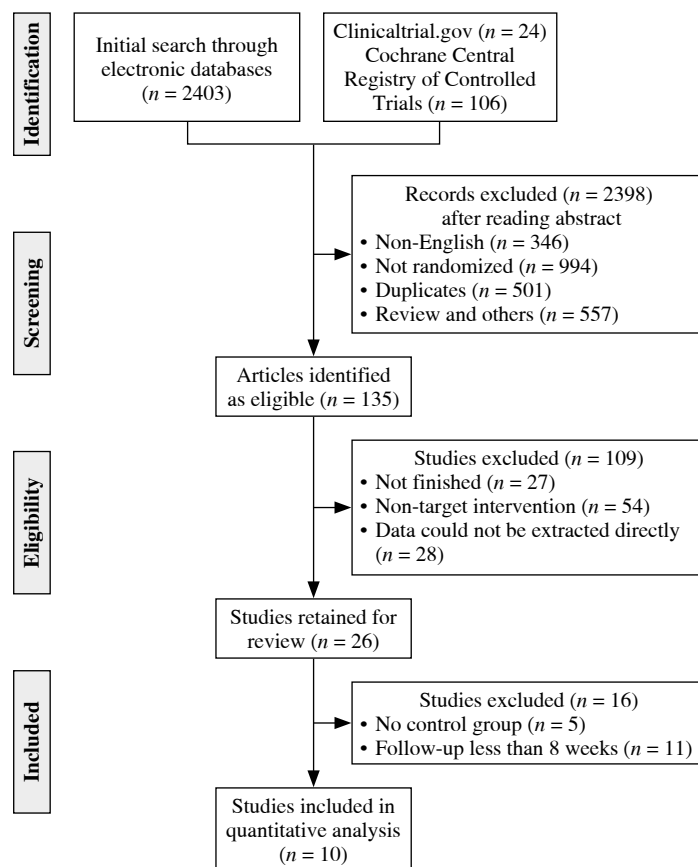 Identification
Initial search through
electronic databases
(n = 2403)
Clinicaltrial.gov (n = 24)
Cochrane Central
Registry of Controlled
Trials (n = 106)
Screening
Records excluded (n = 2398)
after reading abstract
• Non-English (n = 346)
• Not randomized (n = 994)
• Duplicates (n = 501)
• Review and others (n = 557)
Articles identified
as eligible (n = 135)
Eligibility
Studies excluded (n = 109)
• Not finished (n = 27)
• Non-target intervention (n = 54)
• Data could not be extracted directly
(n = 28)
Studies retained for
review (n = 26)
Included
Studies excluded (n = 16)
• No control group (n = 5)
• Follow-up less than 8 weeks (n = 11)
Studies included in
quantitative analysis
(n = 10)